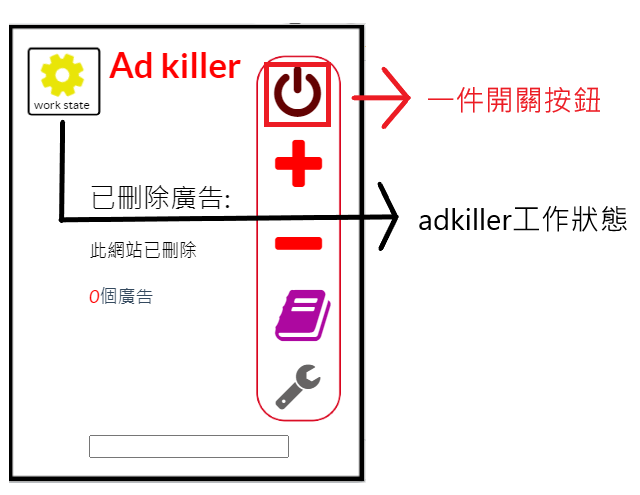 Ad killer
work state
一件開關按鈕
已刪除廣告:
adkiller工作狀態
此網站已刪除
0個廣告